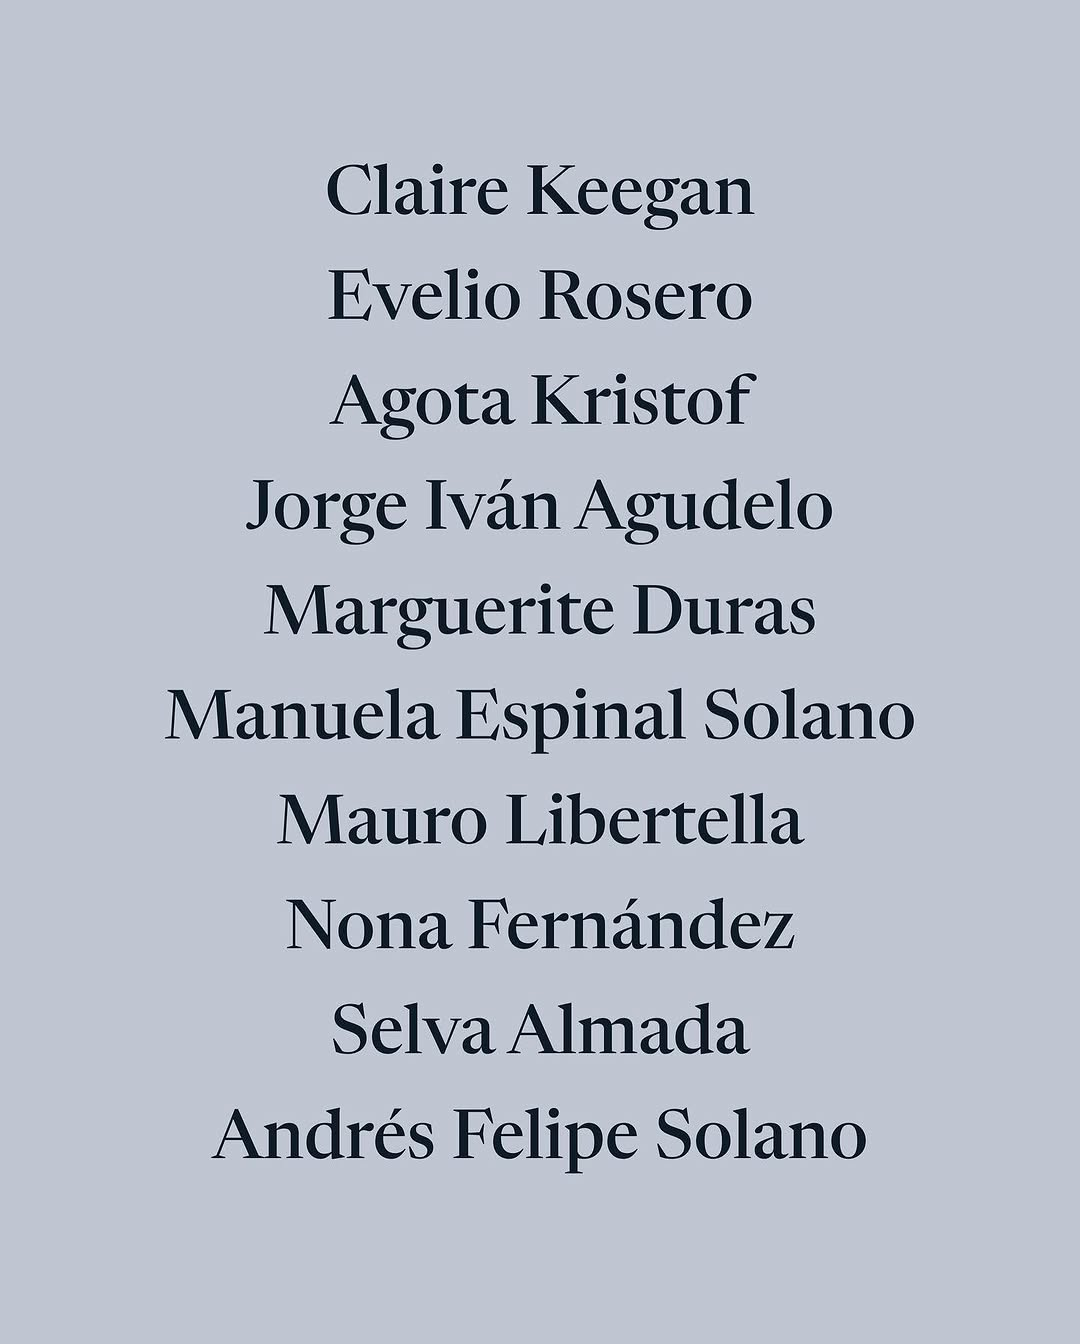 Claire Keegan
Evelio Rosero
Agota Kristof
Jorge Iván Agudelo
Marguerite Duras
Manuela Espinal Solano
Mauro Libertella
Nona Fernández
Selva Almada
Andrés Felipe Solano